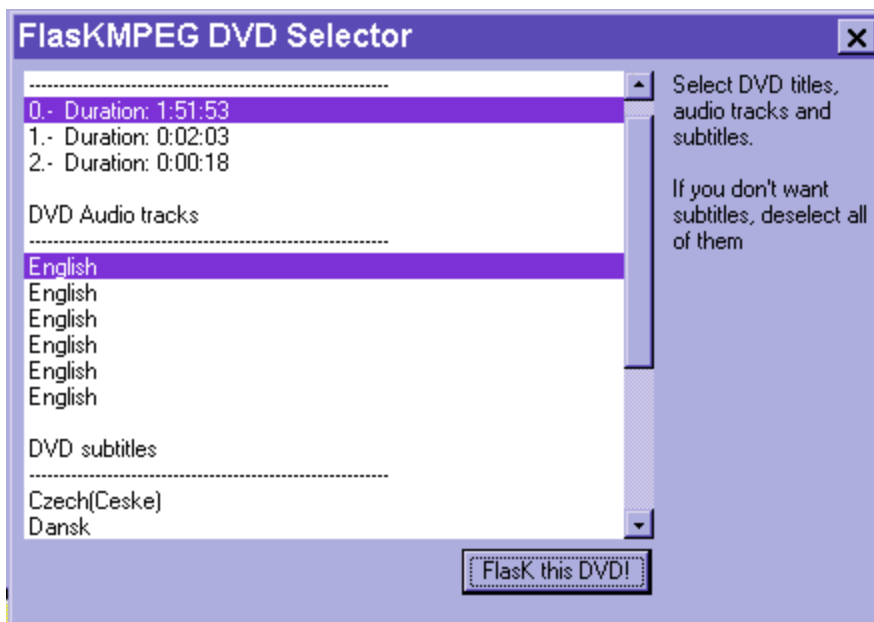 FlasKMPEG DVD Selector
------------------------------------------------------------
0.- Duration: 1:51:53
1.- Duration: 0:02:03
2.- Duration: 0:00:18
DVD Audio tracks
------------------------------------------------------------
English
English
English
English
English
English
DVD subtitles
------------------------------------------------------------
Czech(Ceske)
Dansk
Select DVD titles,
audio tracks and
subtitles.
If you don't want
subtitles, deselect all
of them
FlasK this DVD!